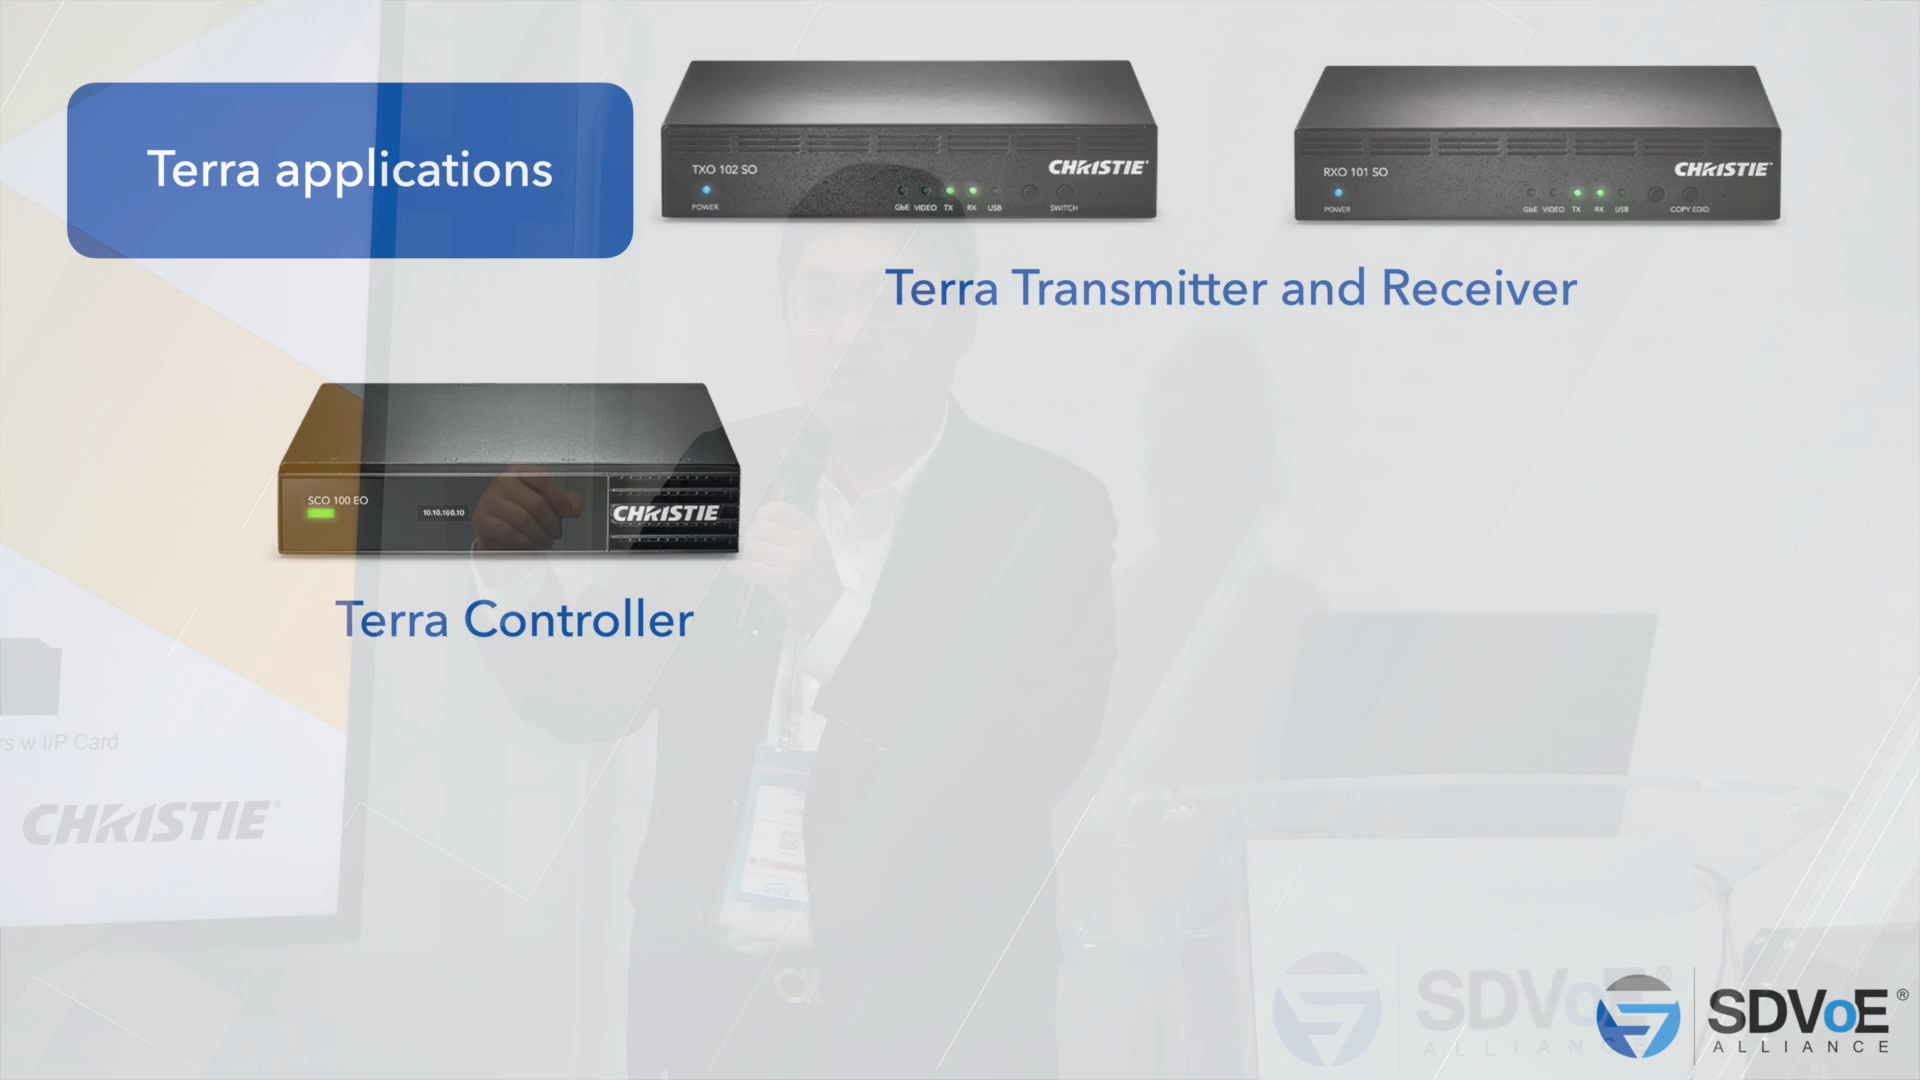 Terra applications
TXO 102 SO
CHRISTIE
POWER
GbE VIDEO TX RX USB
SWITCH
RXO 101 SO
CHRISTIE
POWER
GbE VIDEO TX RX USB
COPY EDID
Terra Transmitter and Receiver
SCO 100 EO
10.10.160.10
CHRISTIE
Terra Controller
rs w I/P Card
CHRISTIE®
SDVoE®
ALLIANCE
SDVoE®
ALLIANCE